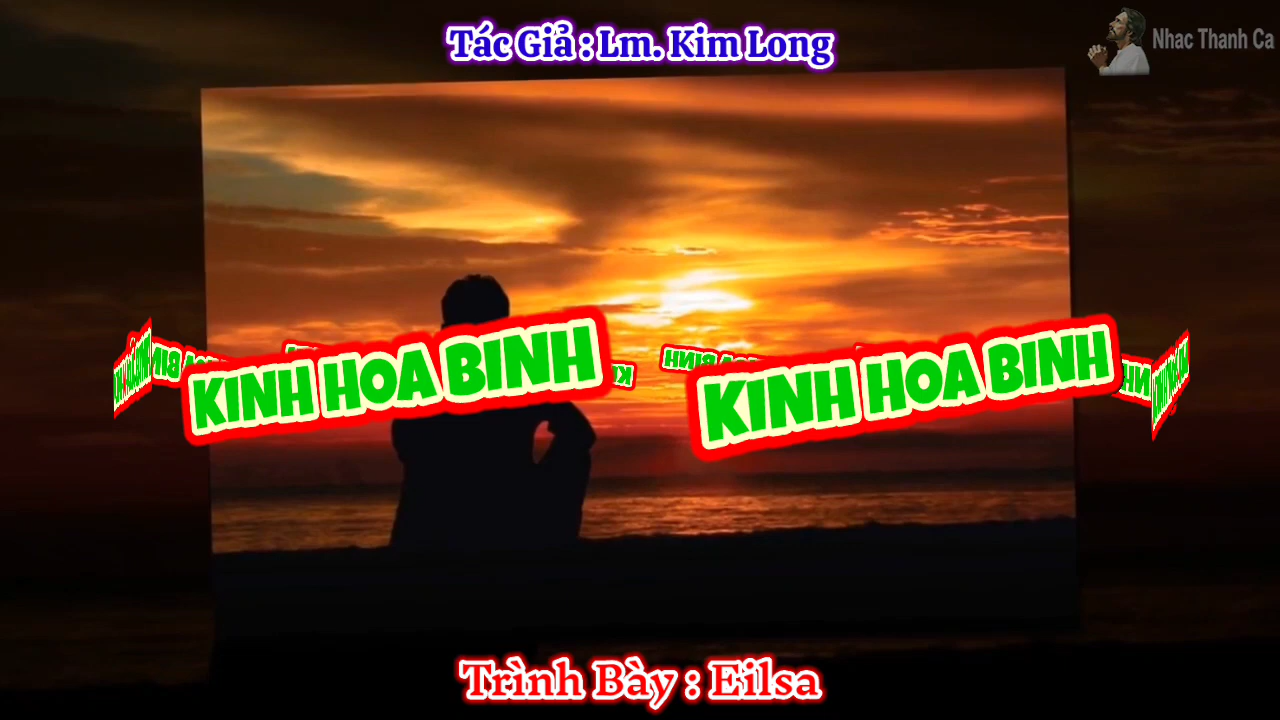 Tác Giả : Lm. Kim Long
Nhac Thanh Ca
KINH HOA BINH
KINH HOA BINH
Trình Bày : Eilsa